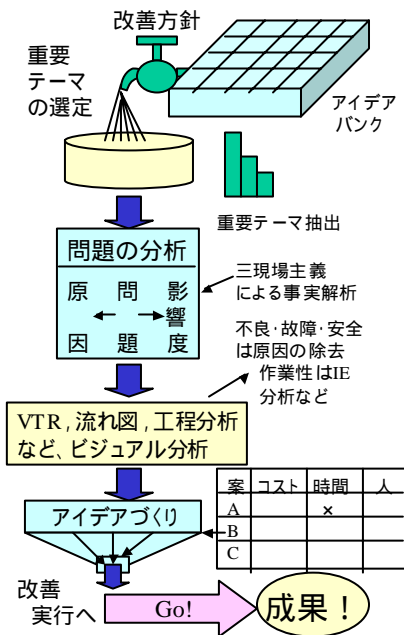 改善方針
重要
テーマ
の選定
アイデア
バンク
重要テーマ抽出
問題の分析
原 問 影
響
因 題 度
三現場主義
による事実解析
不良・故障・安全
は原因の除去
作業性はIE
分析など
VTR , 流れ図 , 工程分析
など、ビジュアル分析
案 コスト 時間 人
A ×
B
C
アイデアづくり
改善
実行へ
Go!
成果！